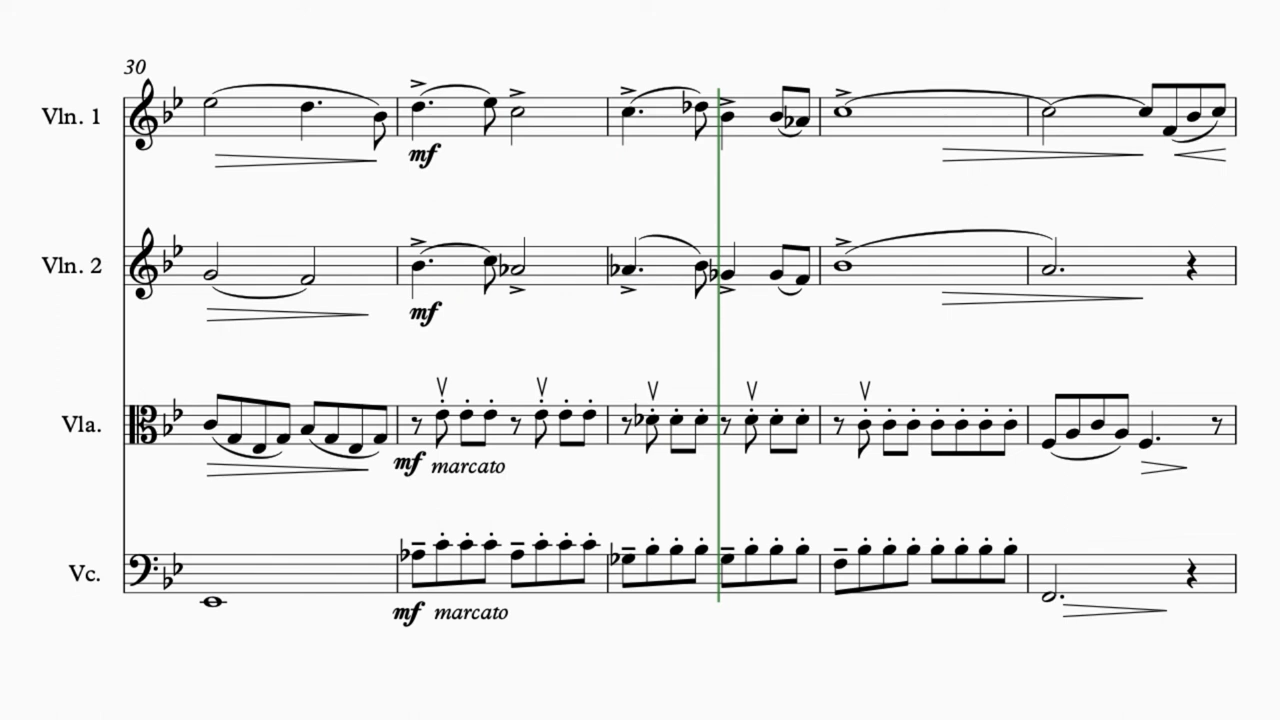 30
Vln. 1
mf
Vln. 2
mf
Vla.
mf marcato
Vc.
mf marcato